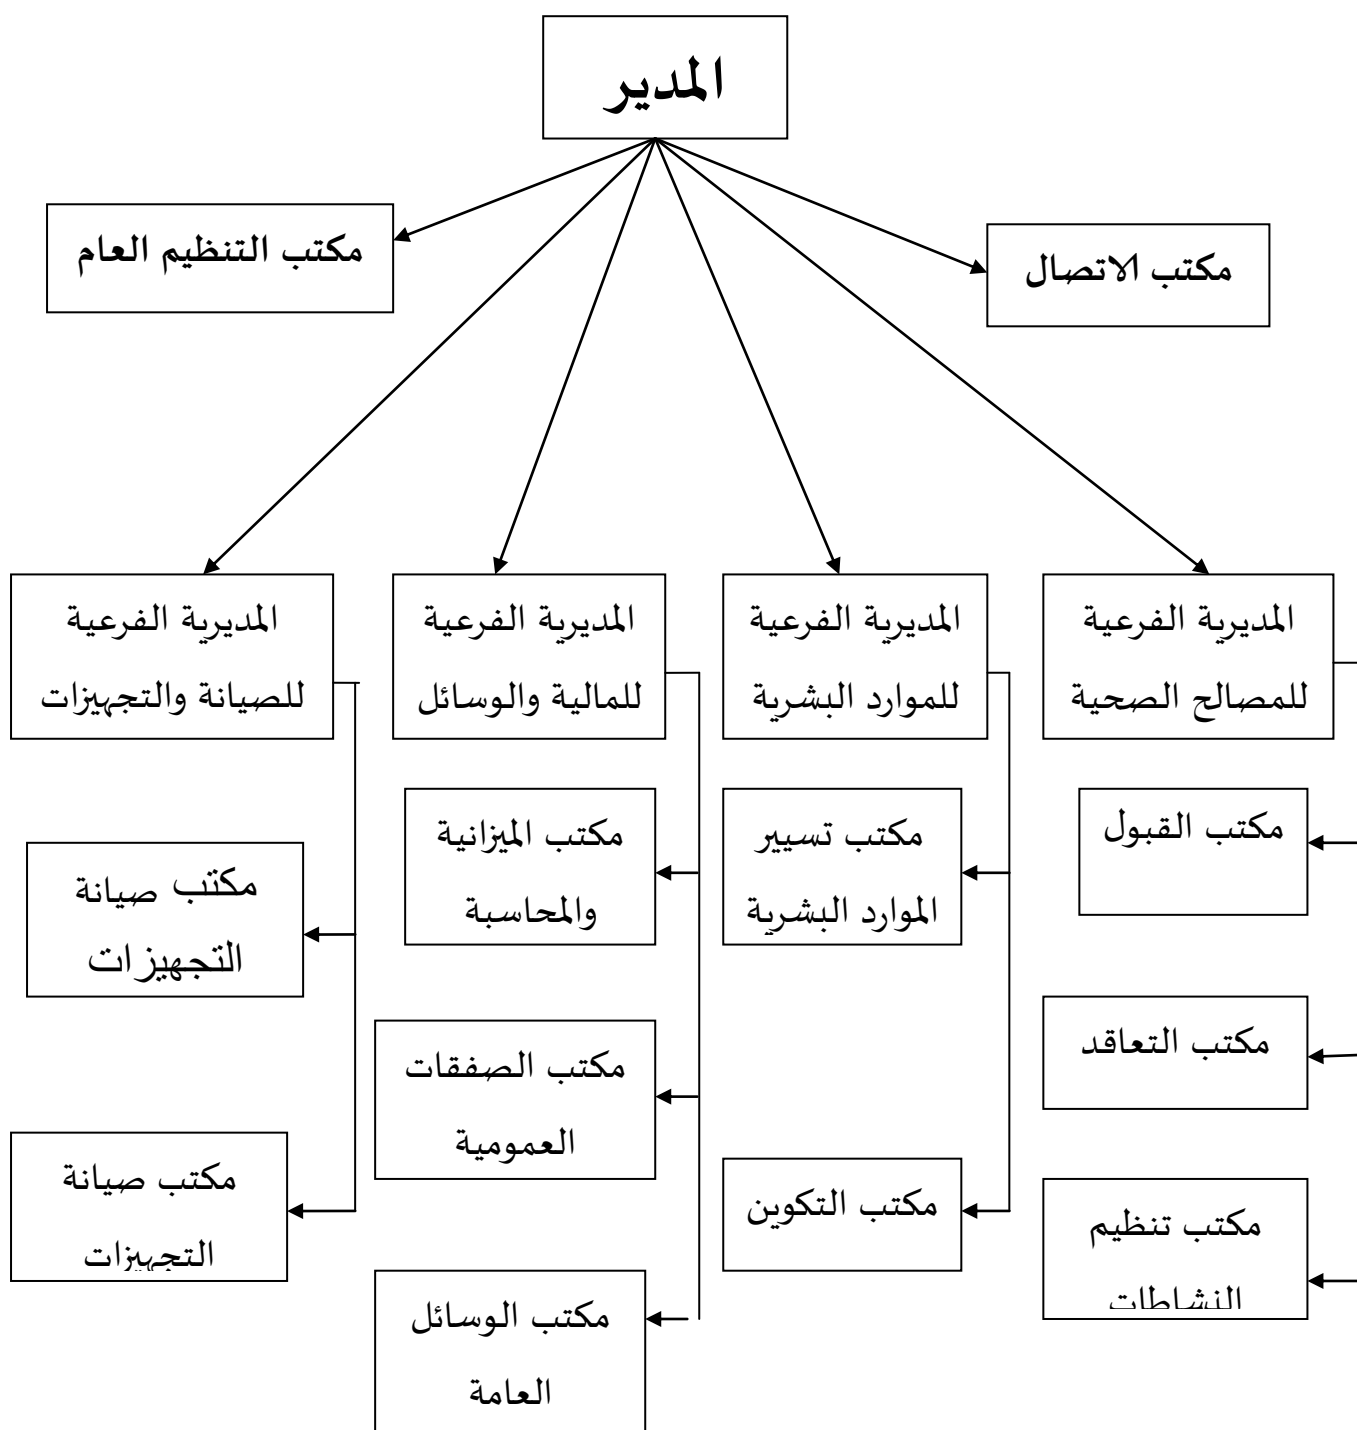 المدير
مكتب الاتصال
مكتب التنظيم العام
المديرية الفرعية
للمصالح الصحية
المديرية الفرعية
للموارد البشرية
المديرية الفرعية
للمالية والوسائل
المديرية الفرعية
للصيانة والتجهيزات
مكتب القبول
مكتب التعاقد
مكتب تنظيم
النشاطات
مكتب تسيير
الموارد البشرية
مكتب التكوين
مكتب الميزانية
والمحاسبة
مكتب الصفقات
العمومية
مكتب الوسائل
العامة
مكتب صيانة
التجهيزات
مكتب صيانة
التجهيزات